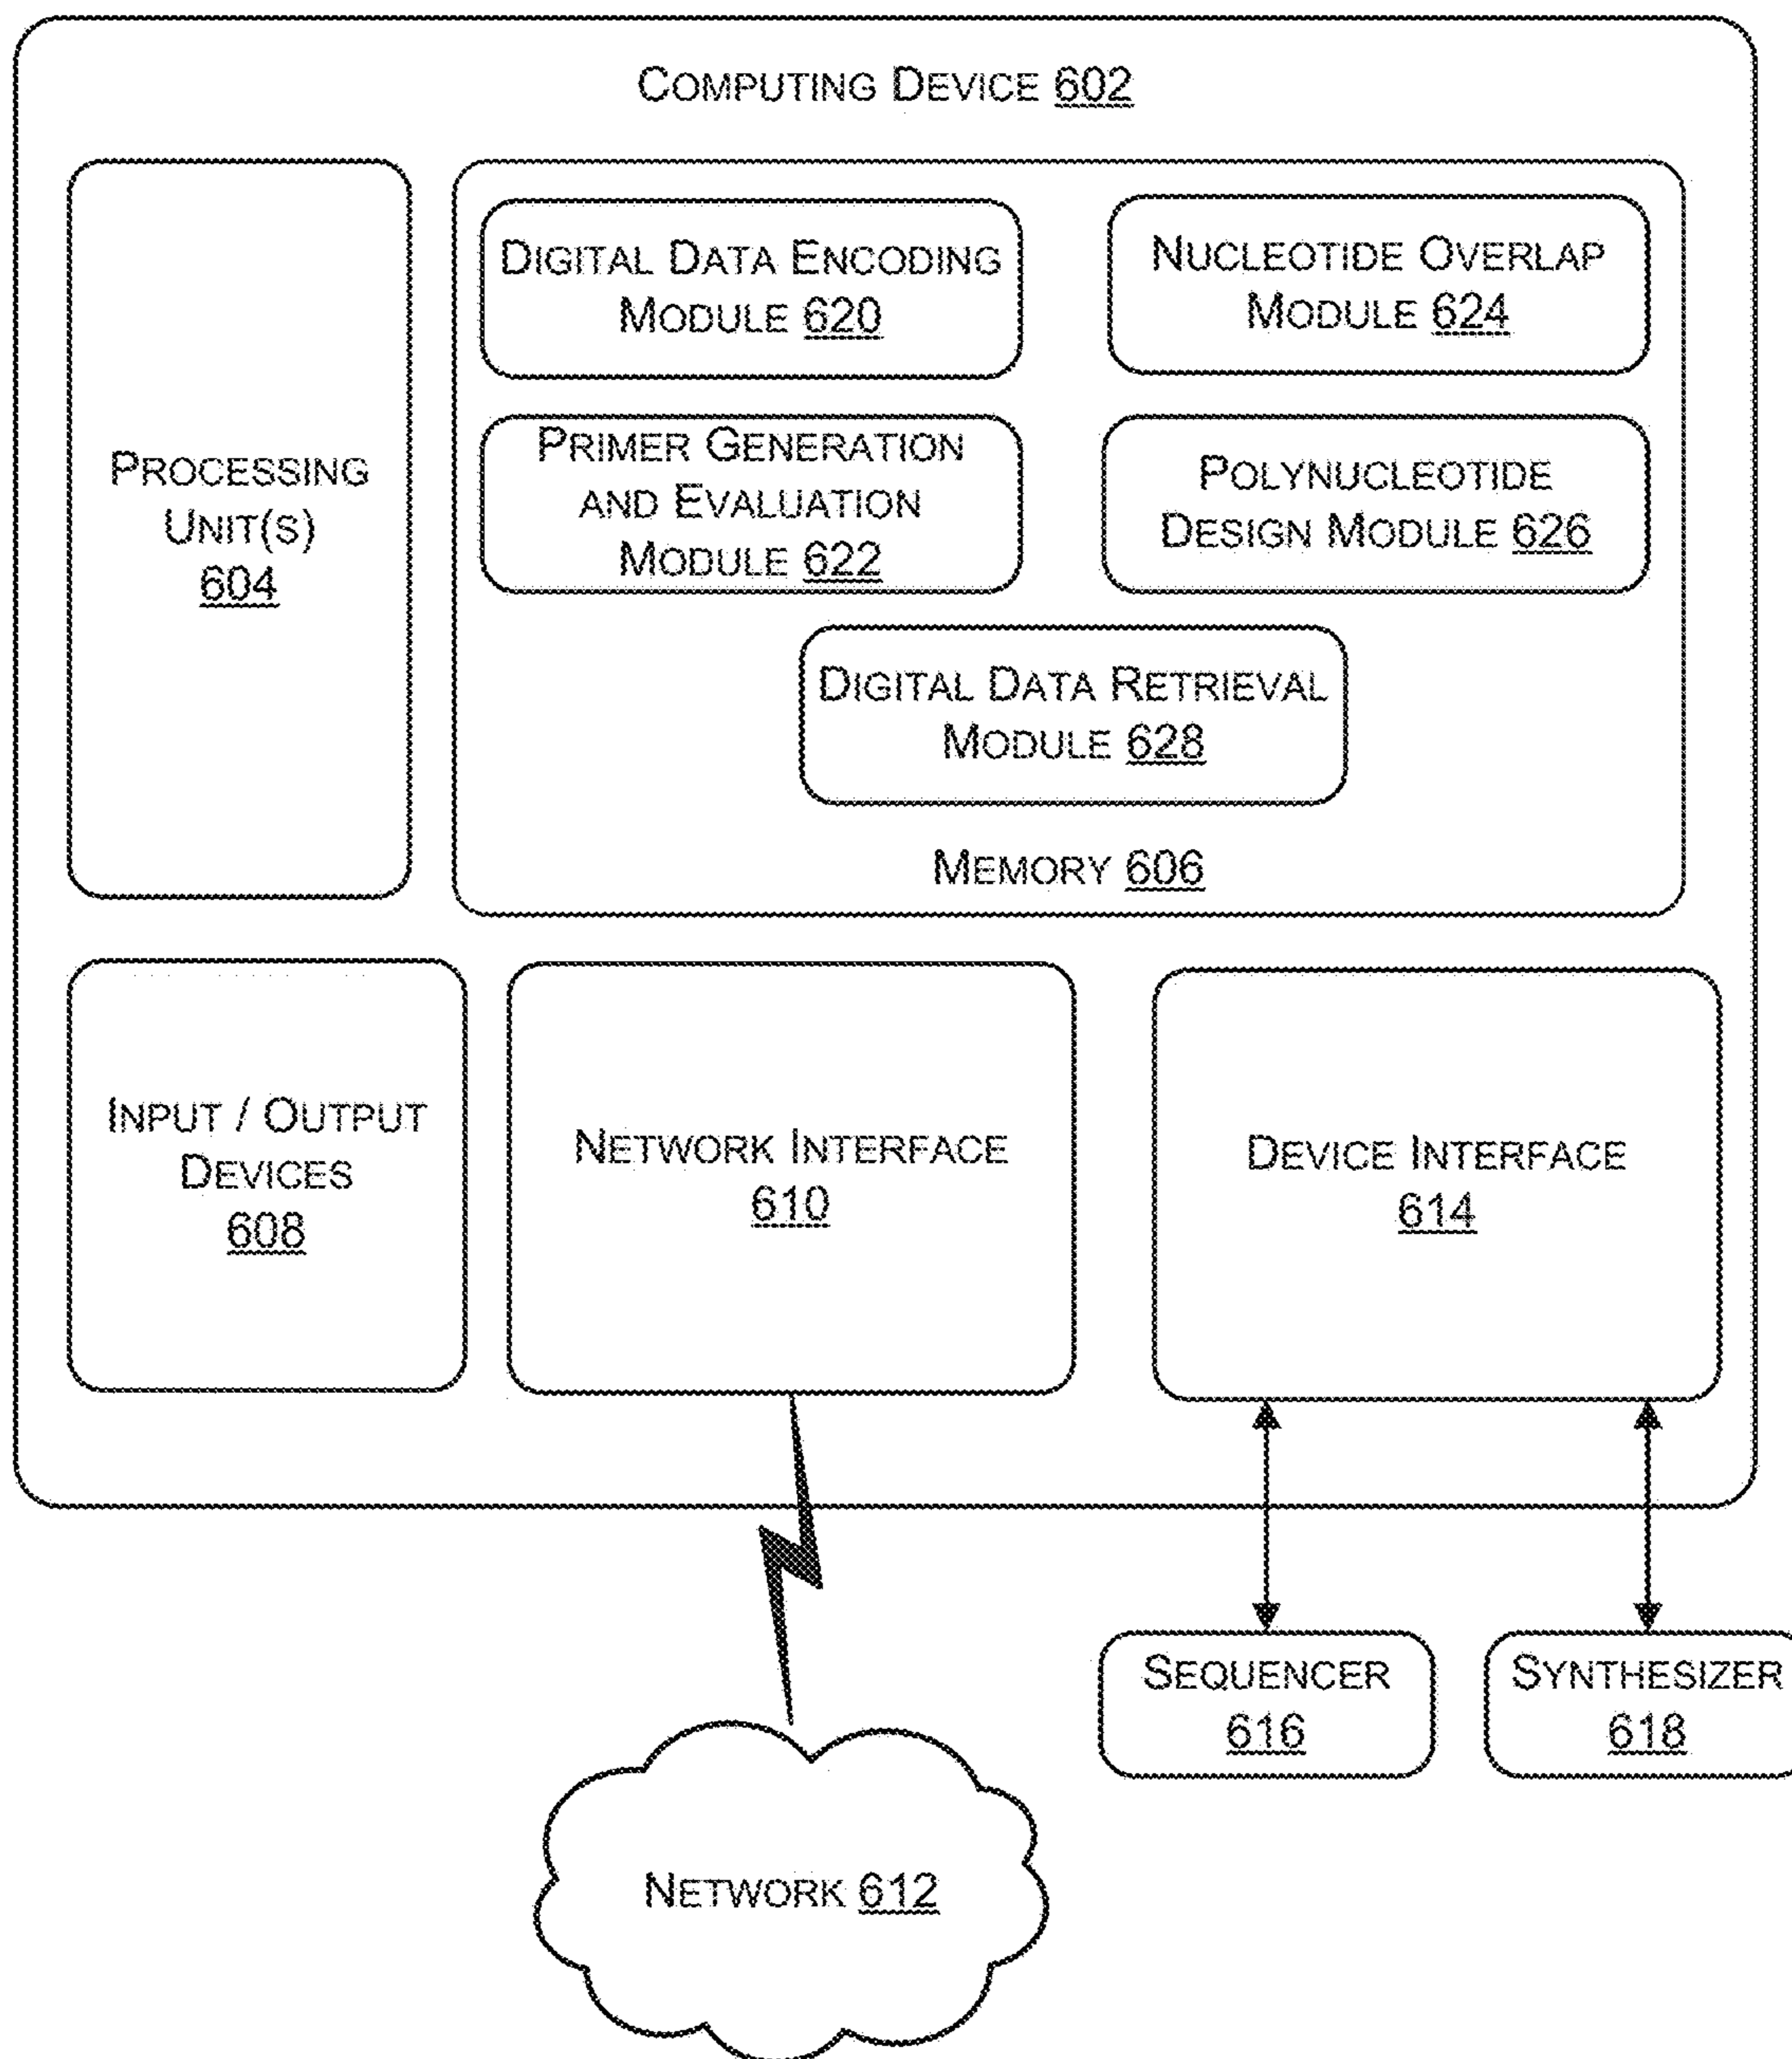 COMPUTING DEVICE 602
PROCESSING
UNIT(S)
604
DIGITAL DATA ENCODING
MODULE 620
NUCLEOTIDE OVERLAP
MODULE 624
PRIMER GENERATION
AND EVALUATION
MODULE 622
POLYNUCLEOTIDE
DESIGN MODULE 626
DIGITAL DATA RETRIEVAL
MODULE 628
MEMORY 606
INPUT / OUTPUT
DEVICES
608
NETWORK INTERFACE
610
DEVICE INTERFACE
614
SEQUENCER
616
SYNTHESIZER
618
NETWORK 612